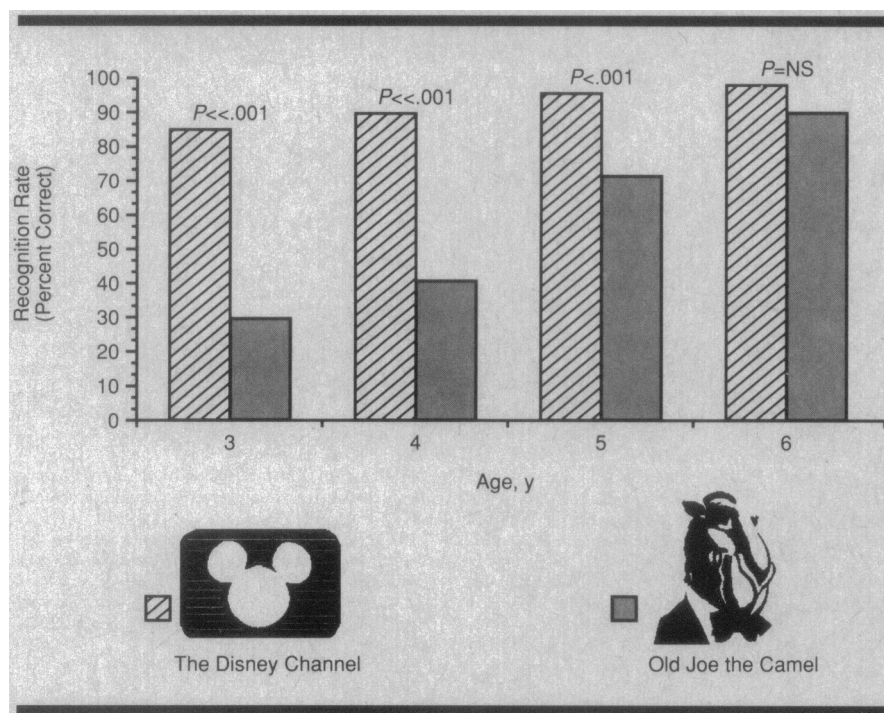 P<<.001
P<<.001
P<.001
P=NS
Recognition Rate
(Percent Correct)
100
90
80
70
60
50
40
30
20
10
0
3 4 5 6
Age, y
The Disney Channel
Old Joe the Camel